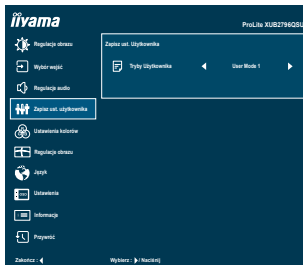 iiyama
ProLite XUB2796QSU
Regulacje obrazu
Wybór wejść
Regulacje audio
Zapisz ust. użytkownika
Ustawienia kolorów
Regulacje obrazu
Język
Ustawienia
Informacje
Przywróć
Zapisz ust. Użytkownika
Tryby Użytkownika
User Mode 1
Zakończ :
Wybierz : / Naciśnij